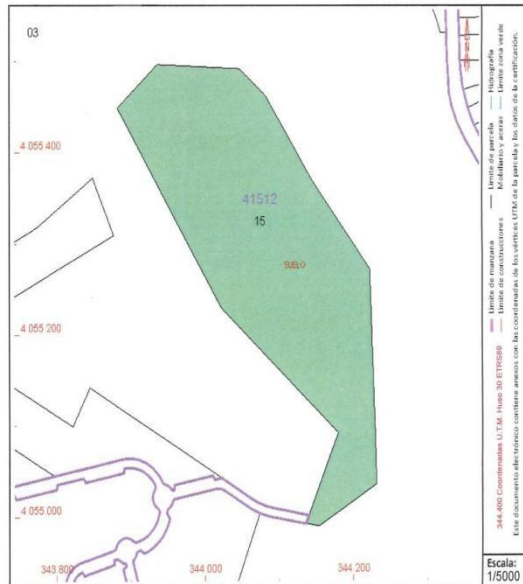 03
4 055 400
41512
15
SUELO
4 055 200
4 055 000
343 800
344 000
344 200
344.400 Coordenadas U.T.M. Huso 30 ETRS89
Límite de manzana
Límite de parcela
Hidrografía
Límite de construcciones
Mobiliario y aceras
Límite zona verde
Este documento electrónico contiene anexos con las coordenadas de los vértices UTM de la parcela y los datos de la certificación.
Escala:
1/5000